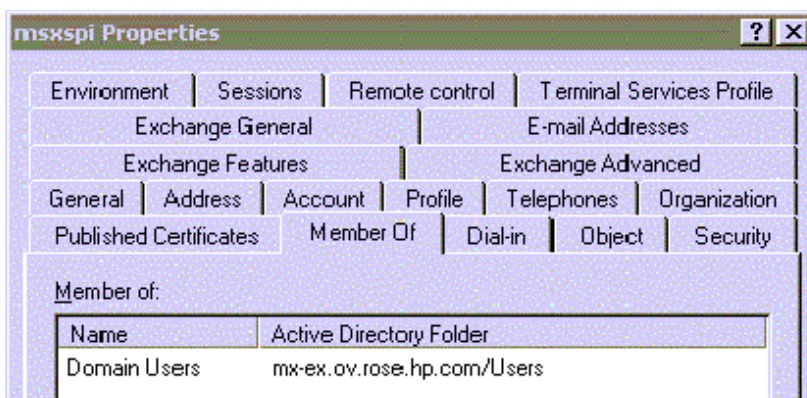 msxspi Properties
Environment Sessions Remote control Terminal Services Profile
Exchange General E-mail Addresses
Exchange Features Exchange Advanced
General Address Account Profile Telephones Organization
Published Certificates Member Of Dial-in Object Security
Member of:
Name Active Directory Folder
Domain Users mx-ex.ov.rose.hp.com/Users